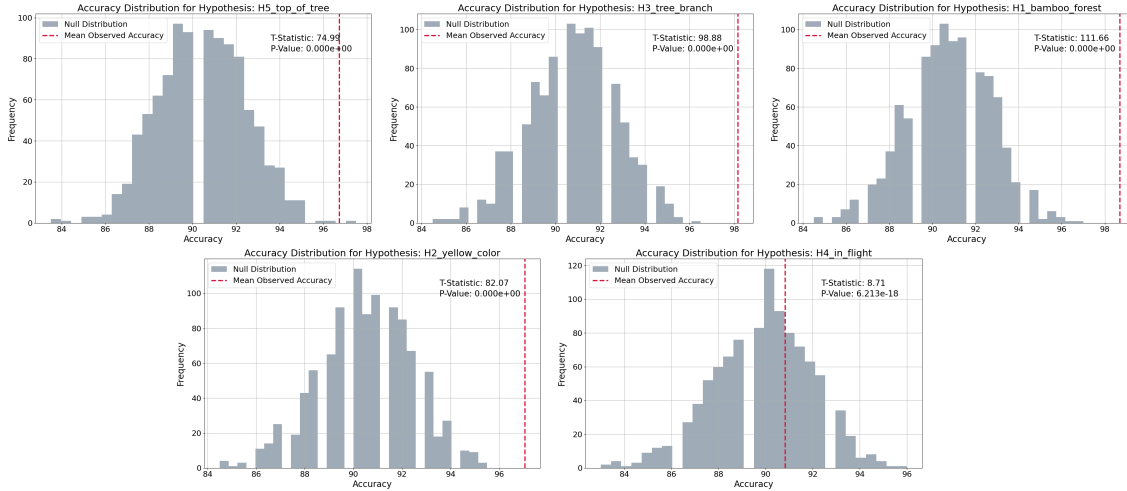 Accuracy Distribution for Hypothesis: H5_top_of_tree
Null Distribution
Mean Observed Accuracy
T-Statistic: 74.99
P-Value: 0.000e+00
Frequency
100
80
60
40
20
0
84 86 88 90 92 94 96 98
Accuracy
Accuracy Distribution for Hypothesis: H3_tree_branch
Null Distribution
Mean Observed Accuracy
T-Statistic: 98.88
P-Value: 0.000e+00
Frequency
100
80
60
40
20
0
84 86 88 90 92 94 96 98
Accuracy
Accuracy Distribution for Hypothesis: H1_bamboo_forest
Null Distribution
Mean Observed Accuracy
T-Statistic: 111.66
P-Value: 0.000e+00
Frequency
100
80
60
40
20
0
84 86 88 90 92 94 96 98
Accuracy
Accuracy Distribution for Hypothesis: H2_yellow_color
Null Distribution
Mean Observed Accuracy
T-Statistic: 82.07
P-Value: 0.000e+00
Frequency
100
80
60
40
20
0
84 86 88 90 92 94 96
Accuracy
Accuracy Distribution for Hypothesis: H4_in_flight
Null Distribution
Mean Observed Accuracy
T-Statistic: 8.71
P-Value: 6.213e-18
Frequency
120
100
80
60
40
20
0
84 86 88 90 92 94 96
Accuracy